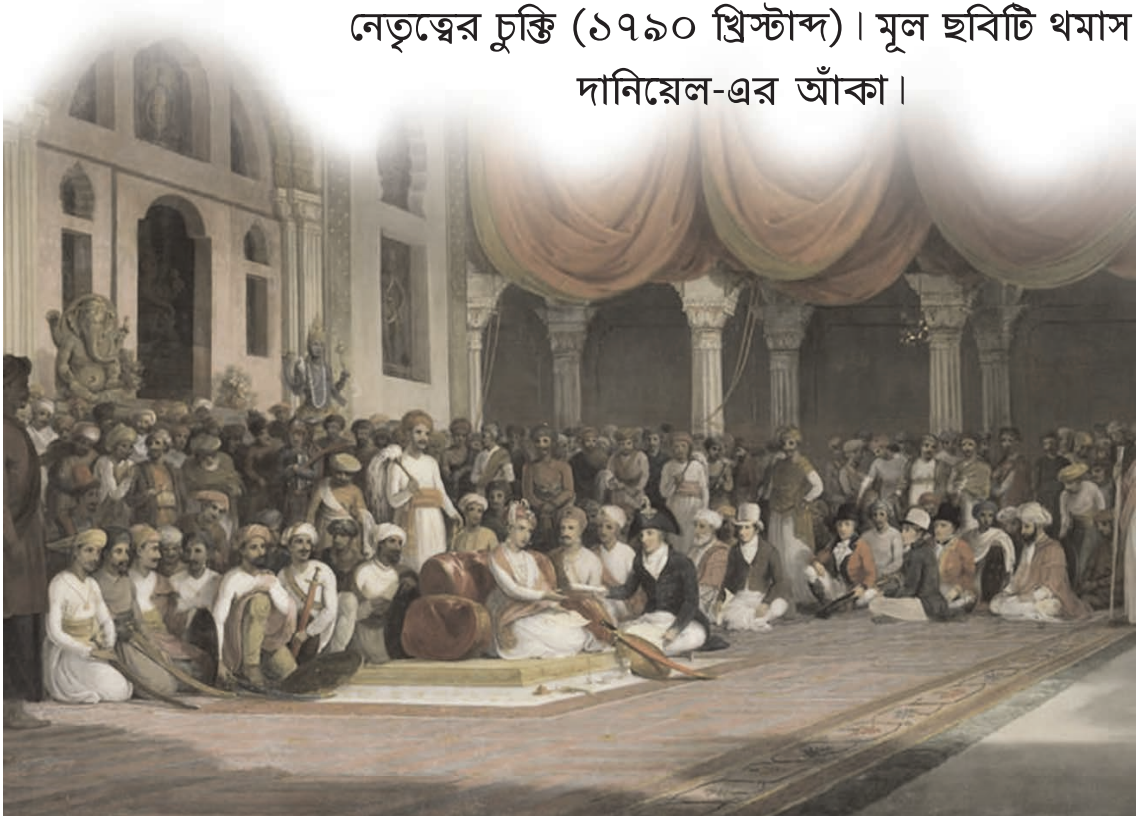 নেতৃত্বের চুক্তি (১৭৯০ খ্রিস্টাব্দ)। মূল ছবিটি থমাস
দানিয়েল-এর আঁকা।